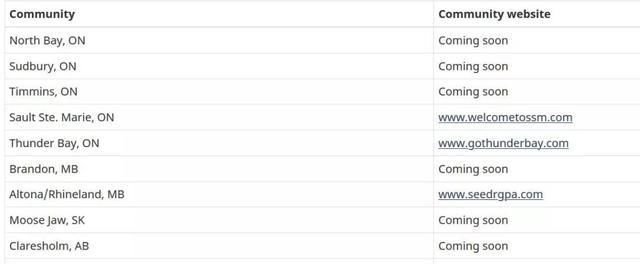 Community Community website
North Bay, ON Coming soon
Sudbury, ON Coming soon
Timmins, ON Coming soon
Sault Ste. Marie, ON www.welcometossm.com
Thunder Bay, ON www.gothunderbay.com
Brandon, MB Coming soon
Altona/Rhineland, MB www.seedrgpa.com
Moose Jaw, SK Coming soon
Claresholm, AB Coming soon